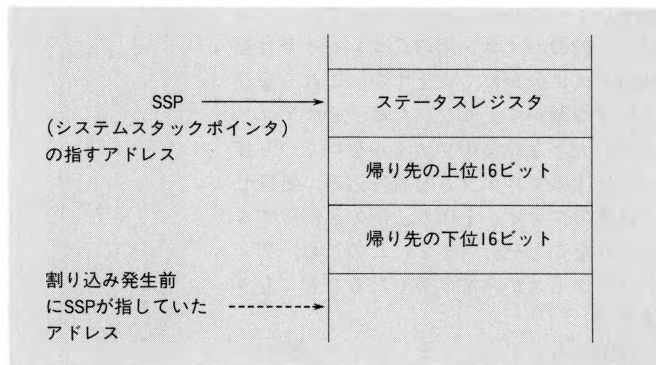 SSP
(システムスタックポインタ)
の指すアドレス
ステータスレジスタ
帰り先の上位16ビット
帰り先の下位16ビット
割り込み発生前
にSSPが指していた
アドレス